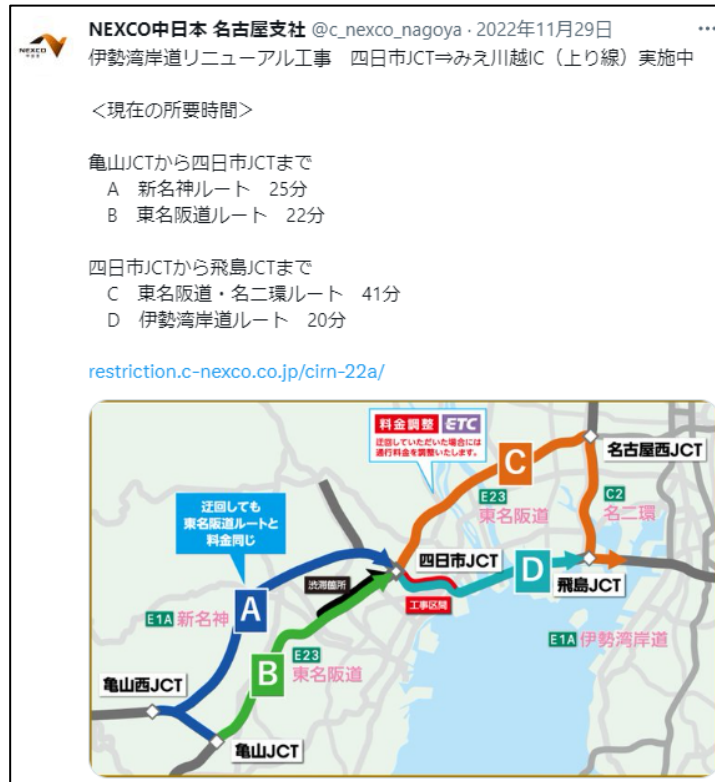 NEXCO中日本 名古屋支社 @c_nexco_nagoya · 2022年11月29日 …
NEXCO
中日本
伊勢湾岸道リニューアル工事　四日市JCT⇒みえ川越IC（上り線）実施中
＜現在の所要時間＞
亀山JCTから四日市JCTまで
A　新名神ルート　25分
B　東名阪道ルート　22分
四日市JCTから飛島JCTまで
C　東名阪道・名二環ルート　41分
D　伊勢湾岸道ルート　20分
restriction.c-nexco.co.jp/cirn-22a/
料金調整 ETC
迂回していただいた場合には
通行料金を調整いたします。
C
名古屋西JCT
E23
東名阪道
C2
名二環
迂回しても
東名阪道ルートと
料金同じ
四日市JCT
D
飛島JCT
渋滞箇所
工事区間
A
E1A 新名神
E1A 伊勢湾岸道
B
E23
東名阪道
亀山西JCT
亀山JCT